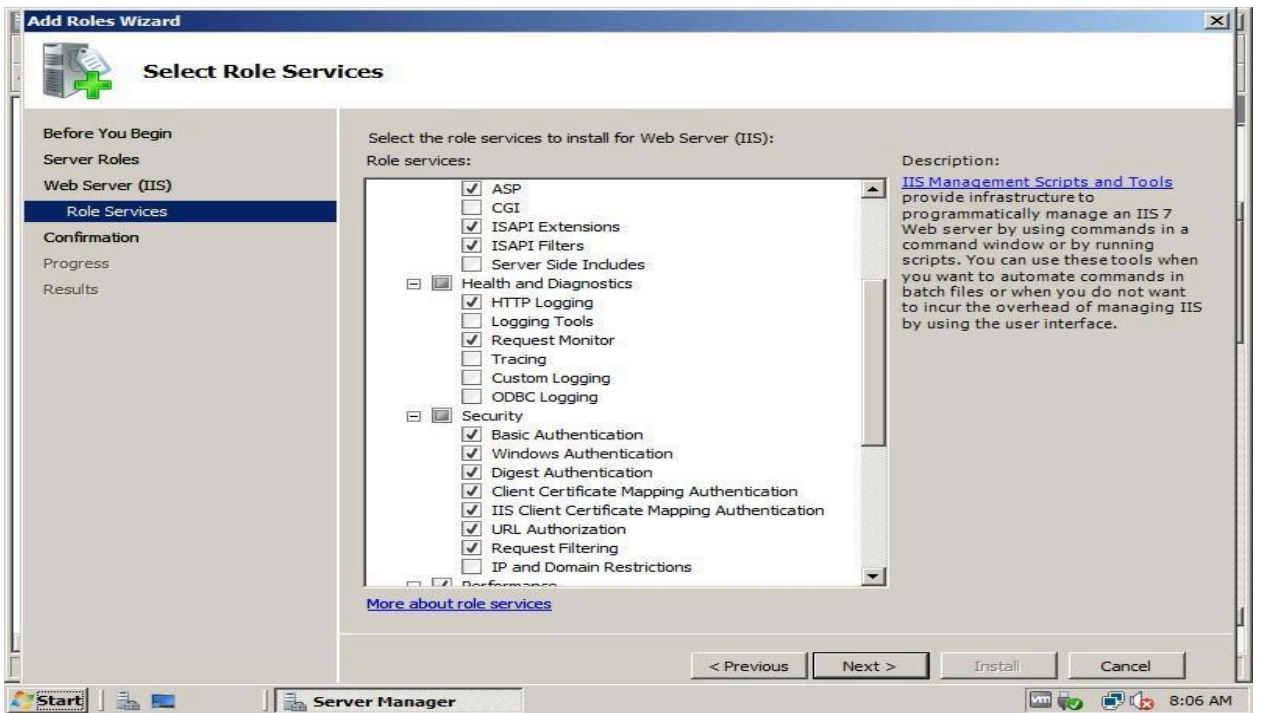 Add Roles Wizard
Select Role Services
Before You Begin
Server Roles
Web Server (IIS)
Role Services
Confirmation
Progress
Results
Select the role services to install for Web Server (IIS):
Role services:
ASP
CGI
ISAPI Extensions
ISAPI Filters
Server Side Includes
Health and Diagnostics
HTTP Logging
Logging Tools
Request Monitor
Tracing
Custom Logging
ODBC Logging
Security
Basic Authentication
Windows Authentication
Digest Authentication
Client Certificate Mapping Authentication
IIS Client Certificate Mapping Authentication
URL Authorization
Request Filtering
IP and Domain Restrictions
Performance
More about role services
Description:
IIS Management Scripts and Tools
provide infrastructure to
programmatically manage an IIS 7
Web server by using commands in a
command window or by running
scripts. You can use these tools when
you want to automate commands in
batch files or when you do not want
to incur the overhead of managing IIS
by using the user interface.
< Previous
Next >
Install
Cancel
Start
Server Manager
vm
8:06 AM